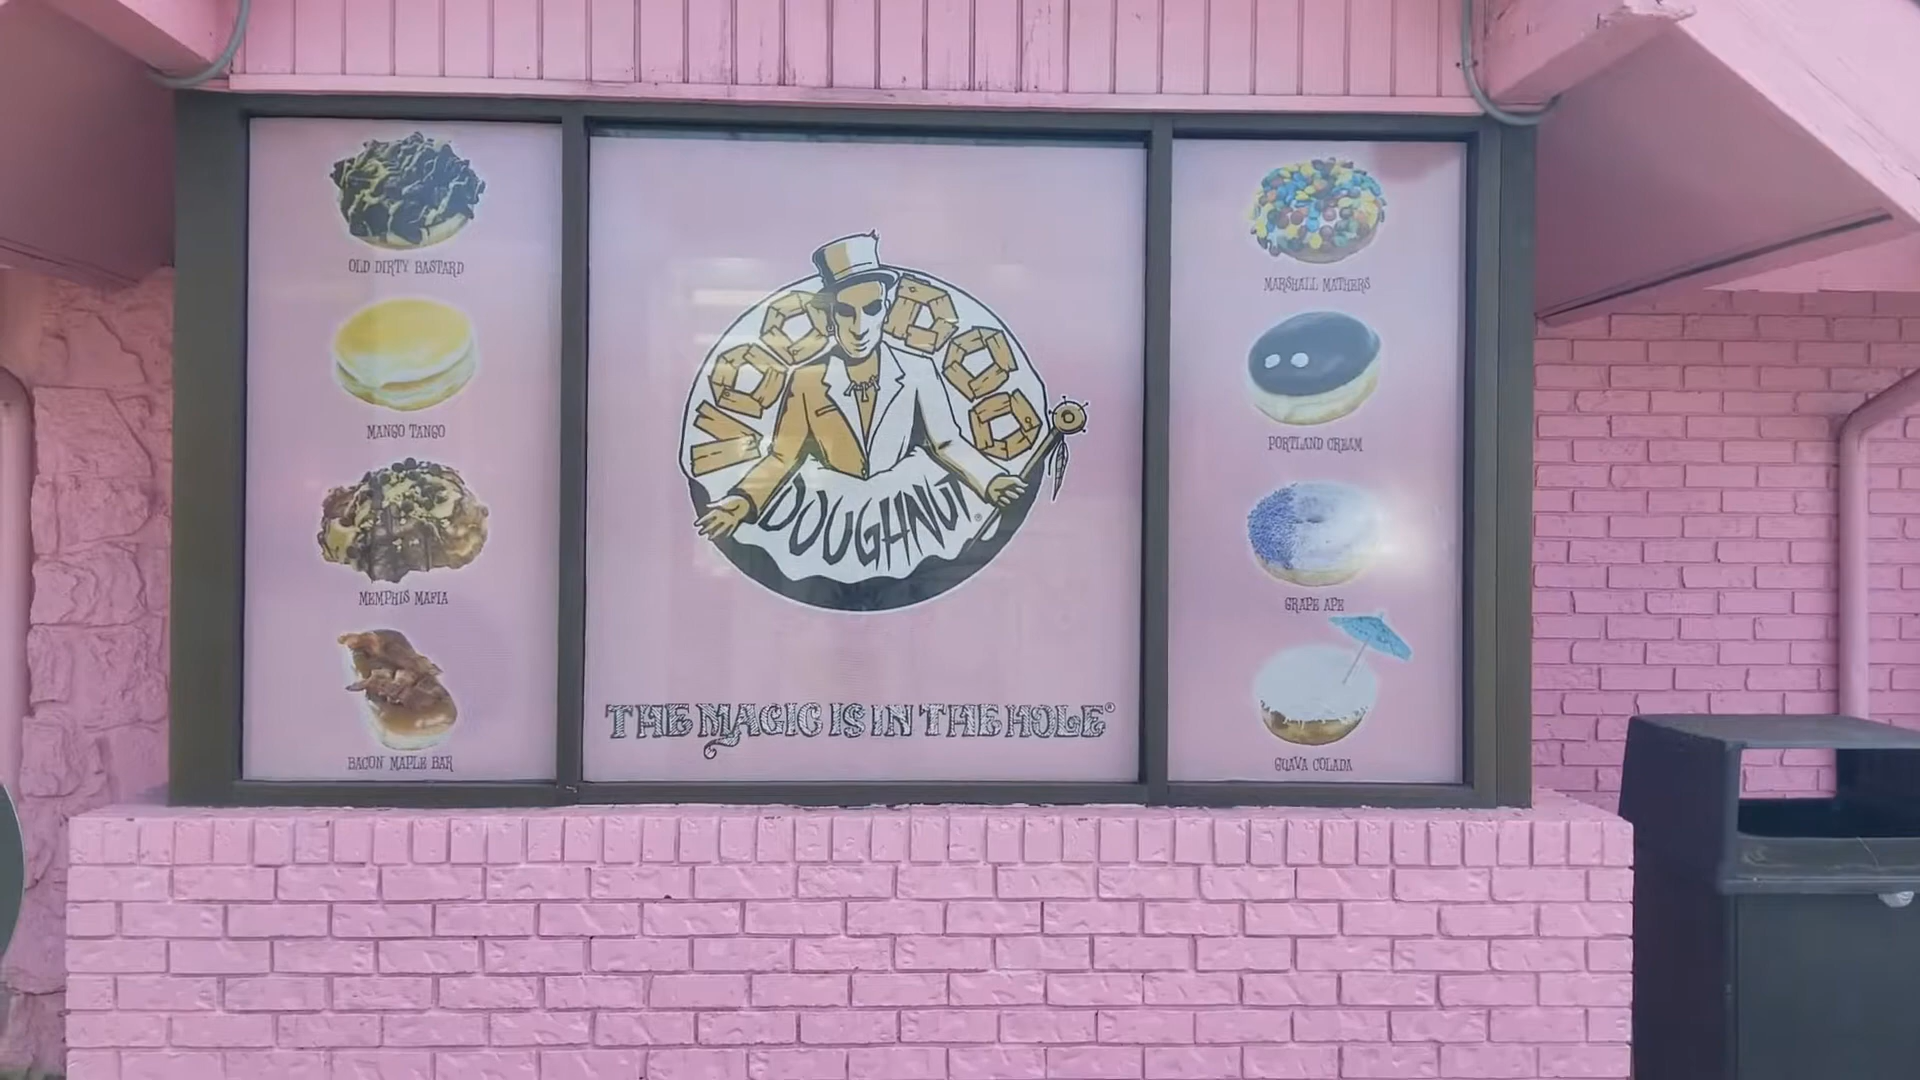 OLD DIRTY BASTARD
MANGO TANGO
MEMPHIS MAFIA
BACON MAPLE BAR
VOODOO
DOUGHNUT®
THE MAGIC IS IN THE HOLE®
MARSHALL MATHERS
PORTLAND CREAM
GRAPE APE
GUAVA COLADA